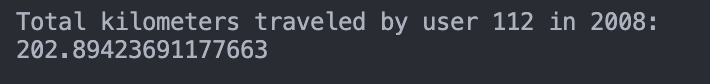 Total kilometers traveled by user 112 in 2008:
202.89423691177663